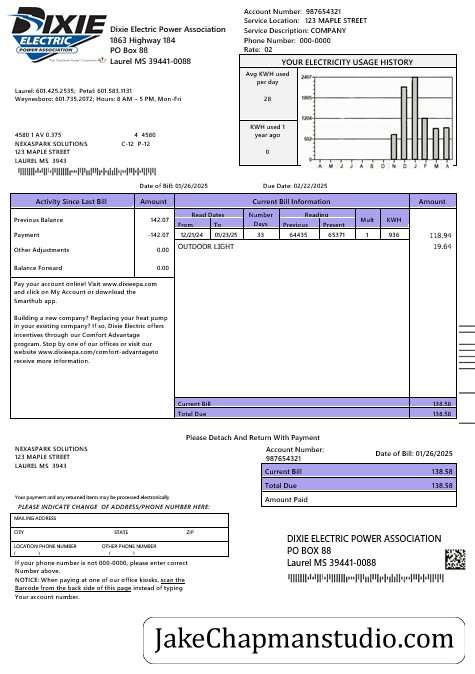 DIXIE
ELECTRIC
POWER ASSOCIATION
Dixie Electric Power Association
1863 Highway 184
PO Box 88
Laurel MS 39441-0088
Account Number: 987654321
Service Location: 123 MAPLE STREET
Service Description: COMPANY
Phone Number: 000-0000
Rate: 02
Laurel: 601.425.2535; Petal: 601.583.1131
Waynesboro: 601.735.2072; Hours: 8 AM – 5 PM, Mon-Fri
YOUR ELECTRICITY USAGE HISTORY
Avg KWH used
per day
28
KWH used 1
year ago
0
2407
1805
1203
602
0
A M J J A S O N D J F M A
4580 1 AV 0.375 4 4580
NEXASPARK SOLUTIONS C-12 P-12
123 MAPLE STREET
LAUREL MS 3943
Date of Bill: 01/26/2025 Due Date: 02/22/2025
Activity Since Last Bill Amount Current Bill Information Amount
Previous Balance 142.07
Payment -142.07
Other Adjustments 0.00
Balance Forward 0.00
Read Dates Number Days Reading Mult KWH
From To Previous Present
12/21/24 01/23/25 33 64435 65371 1 936 118.94
OUTDOOR LIGHT 19.64
Pay your account online! Visit www.dixieepa.com
and click on My Account or download the
Smarthub app.
Building a new company? Replacing your heat pump
in your existing company? If so, Dixie Electric offers
incentives through our Comfort Advantage
program. Stop by one of our offices or visit our
website www.dixieepa.com/comfort-advantageto
receive more information.
Current Bill 138.58
Total Due 138.58
Please Detach And Return With Payment
NEXASPARK SOLUTIONS
123 MAPLE STREET
LAUREL MS 3943
Account Number:
987654321
Date of Bill: 01/26/2025
Current Bill 138.58
Total Due 138.58
Amount Paid
Your payment and any returned items may be processed electronically
PLEASE INDICATE CHANGE OF ADDRESS/PHONE NUMBER HERE:
MAILING ADDRESS
CITY STATE ZIP
LOCATION PHONE NUMBER OTHER PHONE NUMBER
( ) ( )
If your phone number is not 000-0000, please enter correct
Number above.
NOTICE: When paying at one of our office kiosks, scan the
Barcode from the back side of this page instead of typing
Your account number.
DIXIE ELECTRIC POWER ASSOCIATION
PO BOX 88
Laurel MS 39441-0088
JakeChapmanstudio.com